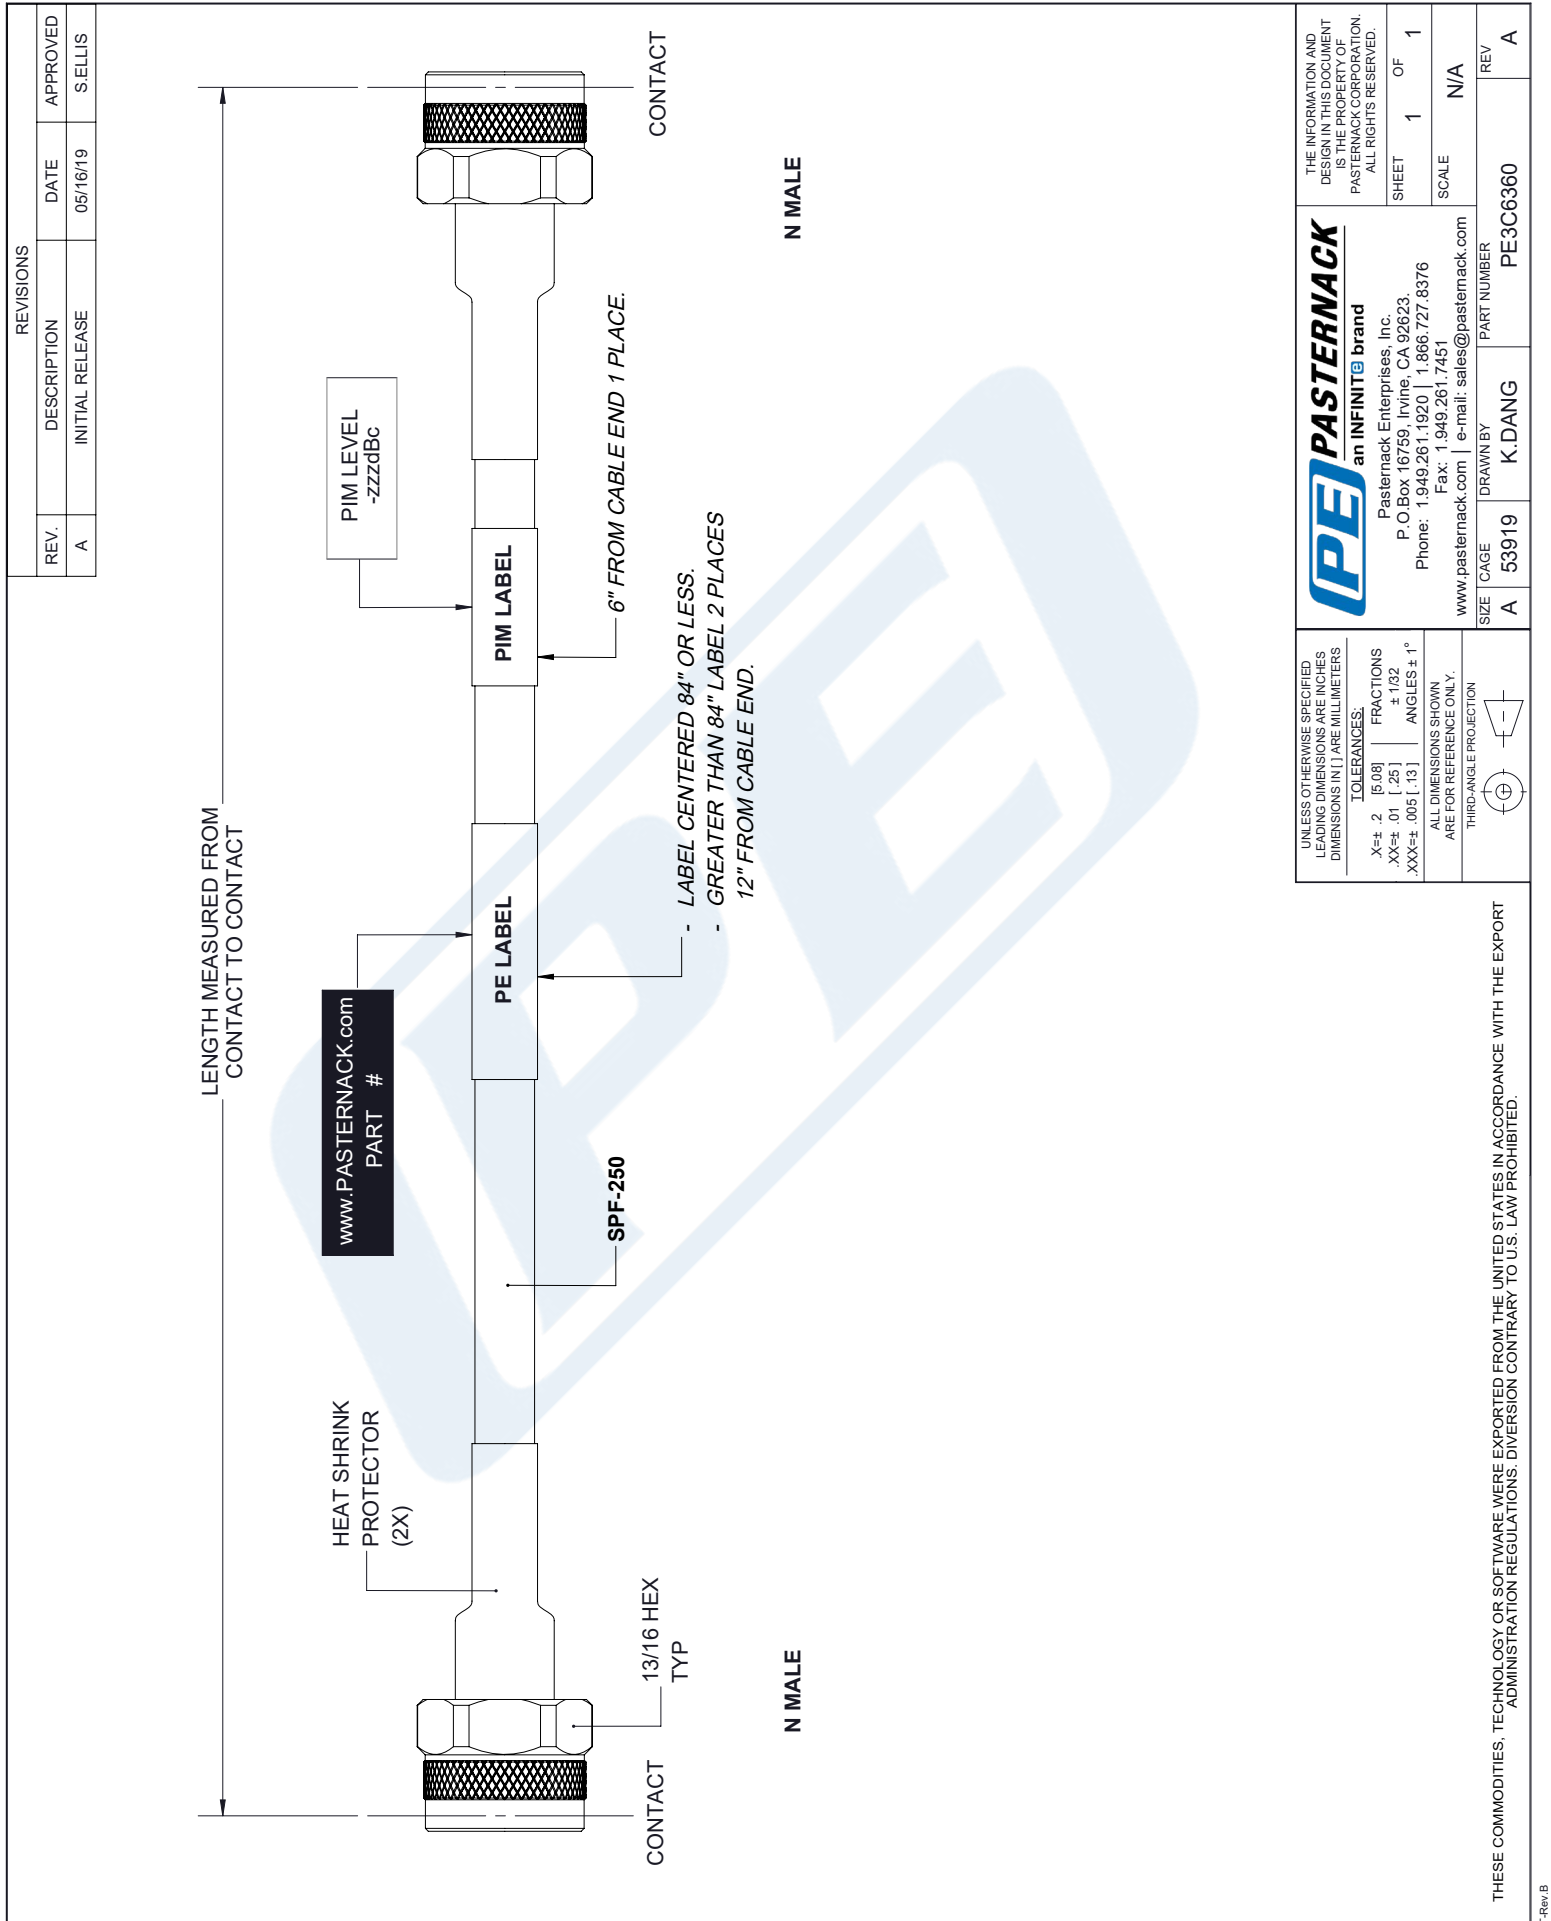 REVISIONS
REV. DESCRIPTION DATE APPROVED
A INITIAL RELEASE 05/16/19 S.ELLIS
LENGTH MEASURED FROM
CONTACT TO CONTACT
HEAT SHRINK
PROTECTOR
(2X)
www.PASTERNACK.com
PART #
PIM LEVEL
-zzzdBc
PE LABEL
PIM LABEL
CONTACT
13/16 HEX
TYP
SPF-250
- LABEL CENTERED 84" OR LESS.
- GREATER THAN 84" LABEL 2 PLACES
12" FROM CABLE END.
6" FROM CABLE END 1 PLACE.
CONTACT
N MALE
N MALE
UNLESS OTHERWISE SPECIFIED
LEADING DIMENSIONS ARE INCHES
DIMENSIONS IN [ ] ARE MILLIMETERS
TOLERANCES:
.X=± .2 [5.08] FRACTIONS
.XX=± .01 [ .25] ± 1/32
.XXX=± .005 [ .13] ANGLES ± 1°
ALL DIMENSIONS SHOWN
ARE FOR REFERENCE ONLY.
THIRD-ANGLE PROJECTION
PE PASTERNACK
an INFINITe brand
Pasternack Enterprises, Inc.
P.O.Box 16759, Irvine, CA 92623.
Phone: 1.949.261.1920 | 1.866.727.8376
Fax: 1.949.261.7451
www.pasternack.com | e-mail: sales@pasternack.com
THE INFORMATION AND
DESIGN IN THIS DOCUMENT
IS THE PROPERTY OF
PASTERNACK CORPORATION.
ALL RIGHTS RESERVED.
SHEET 1 OF 1
SCALE N/A
SIZE A
CAGE 53919
DRAWN BY K.DANG
PART NUMBER PE3C6360
REV A
THESE COMMODITIES, TECHNOLOGY OR SOFTWARE WERE EXPORTED FROM THE UNITED STATES IN ACCORDANCE WITH THE EXPORT
ADMINISTRATION REGULATIONS. DIVERSION CONTRARY TO U.S. LAW PROHIBITED.
-Rev.B
PE